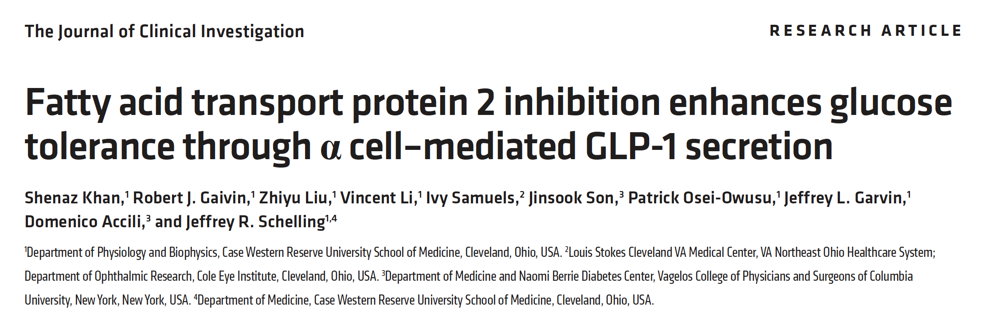 The Journal of Clinical Investigation
RESEARCH ARTICLE
Fatty acid transport protein 2 inhibition enhances glucose
tolerance through α cell–mediated GLP-1 secretion
Shenaz Khan,¹ Robert J. Gaivin,¹ Zhiyu Liu,¹ Vincent Li,¹ Ivy Samuels,² Jinsook Son,³ Patrick Osei-Owusu,¹ Jeffrey L. Garvin,¹
Domenico Accili,³ and Jeffrey R. Schelling¹,⁴
¹Department of Physiology and Biophysics, Case Western Reserve University School of Medicine, Cleveland, Ohio, USA. ²Louis Stokes Cleveland VA Medical Center, VA Northeast Ohio Healthcare System;
Department of Ophthalmic Research, Cole Eye Institute, Cleveland, Ohio, USA. ³Department of Medicine and Naomi Berrie Diabetes Center, Vagelos College of Physicians and Surgeons of Columbia
University, New York, New York, USA. ⁴Department of Medicine, Case Western Reserve University School of Medicine, Cleveland, Ohio, USA.